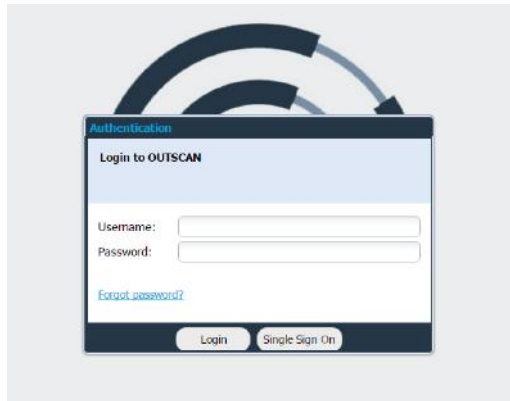 Authentication
Login to OUTSCAN
Username:
Password:
Forgot password?
Login Single Sign On